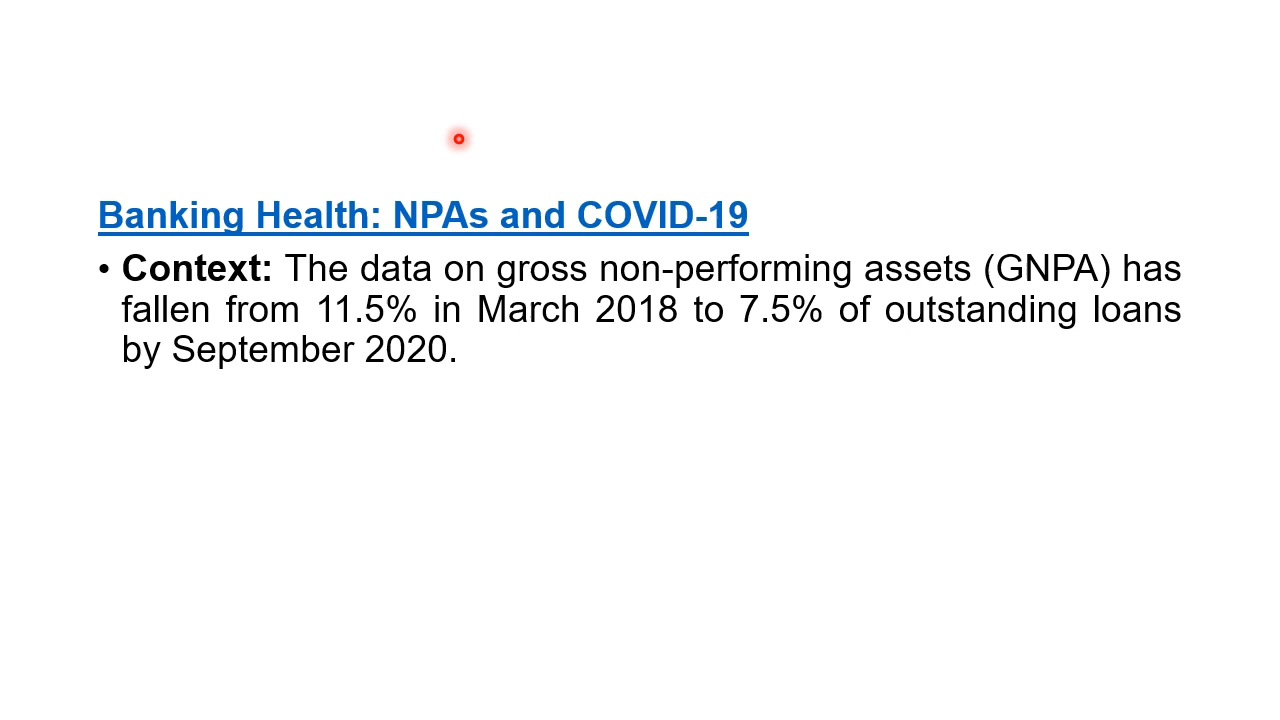 Banking Health: NPAs and COVID-19
• Context: The data on gross non-performing assets (GNPA) has
fallen from 11.5% in March 2018 to 7.5% of outstanding loans
by September 2020.